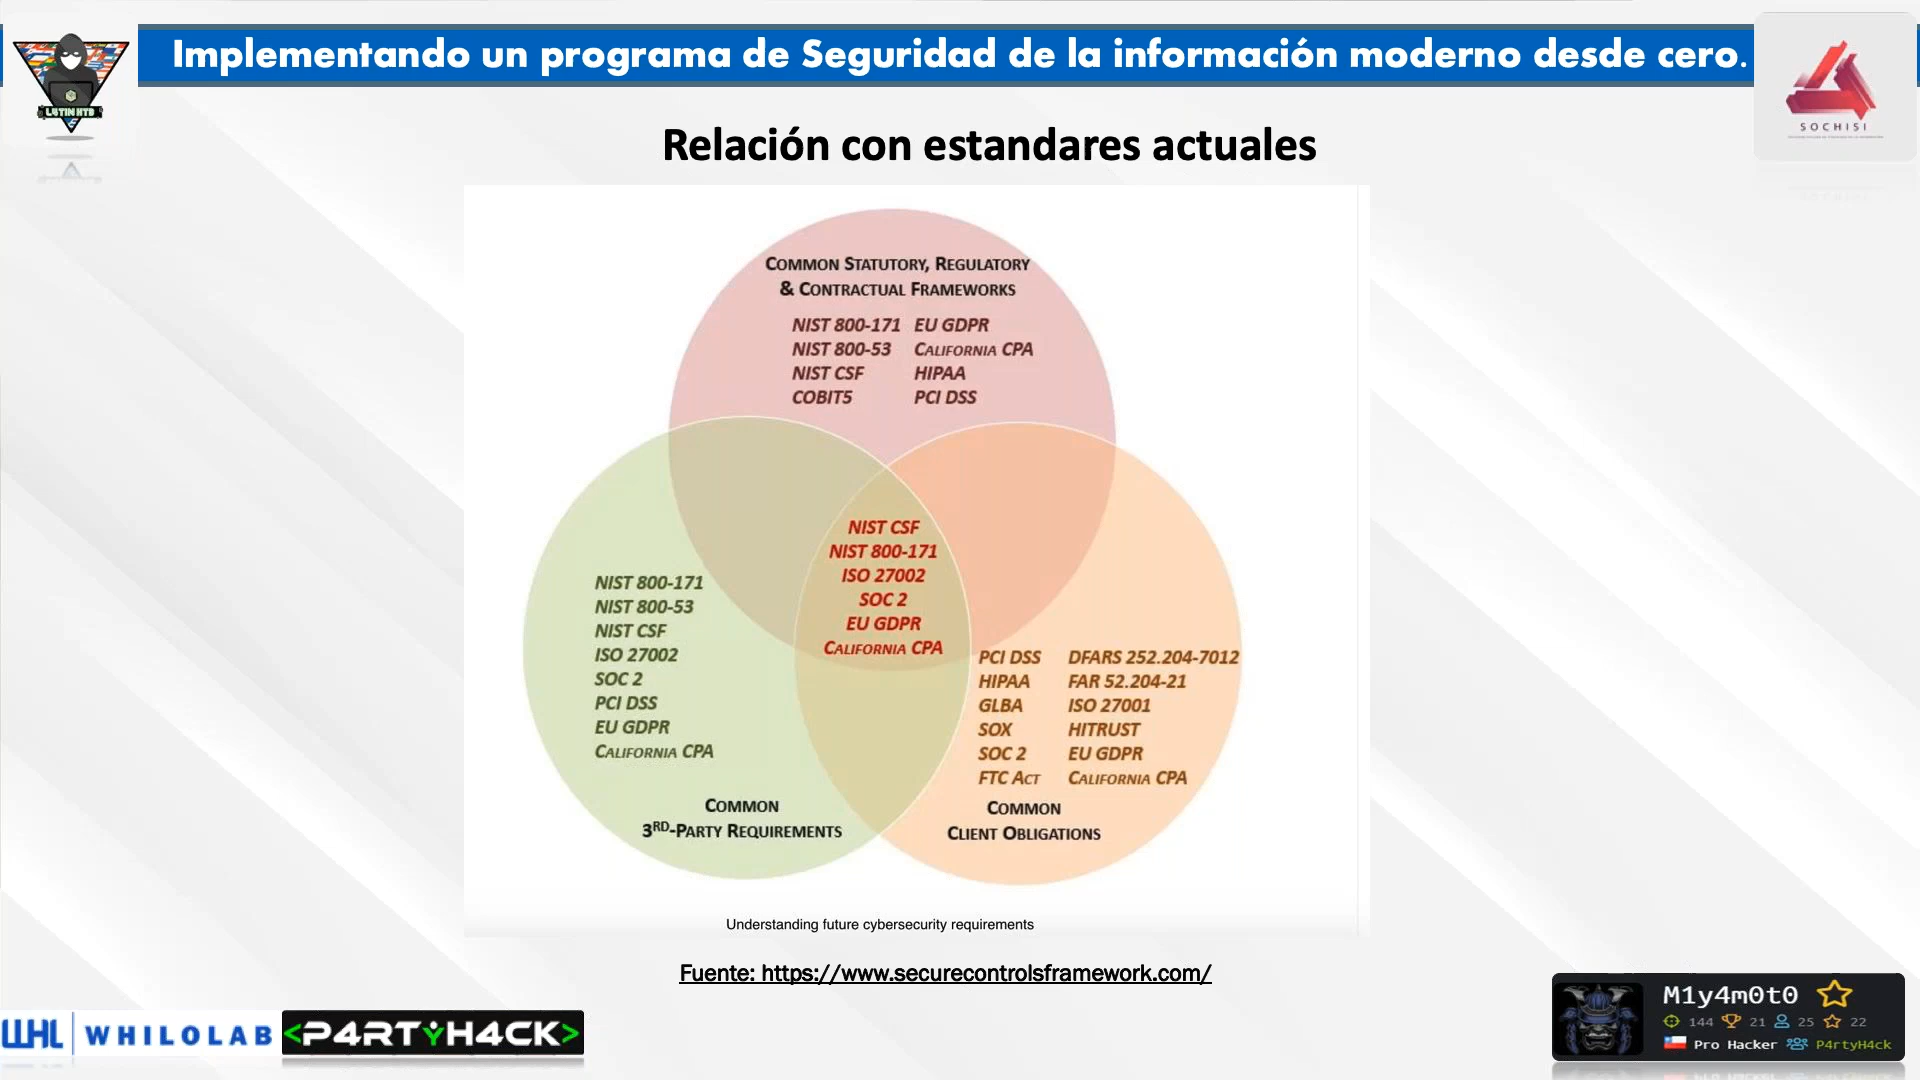 Implementando un programa de Seguridad de la información moderno desde cero.
LATIN HTB
SOCHISI
Relación con estandares actuales
COMMON STATUTORY, REGULATORY
& CONTRACTUAL FRAMEWORKS
NIST 800-171 EU GDPR
NIST 800-53 CALIFORNIA CPA
NIST CSF HIPAA
COBIT5 PCI DSS
NIST CSF
NIST 800-171
ISO 27002
SOC 2
EU GDPR
CALIFORNIA CPA
NIST 800-171
NIST 800-53
NIST CSF
ISO 27002
SOC 2
PCI DSS
EU GDPR
CALIFORNIA CPA
COMMON
3RD-PARTY REQUIREMENTS
PCI DSS DFARS 252.204-7012
HIPAA FAR 52.204-21
GLBA ISO 27001
SOX HITRUST
SOC 2 EU GDPR
FTC ACT CALIFORNIA CPA
COMMON
CLIENT OBLIGATIONS
Understanding future cybersecurity requirements
Fuente: https://www.securecontrolsframework.com/
WHL WHILOLAB
<P4RTYH4CK>
M1y4m0t0
144 21 25 22
Pro Hacker P4rtyH4ck